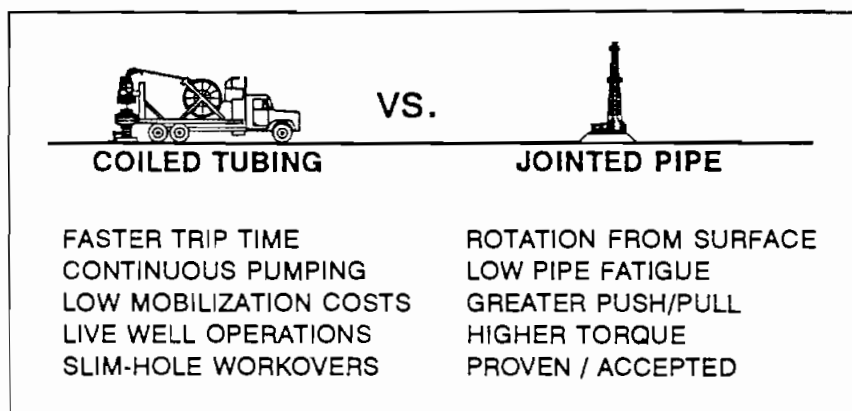 VS.
COILED TUBING
JOINTED PIPE
FASTER TRIP TIME
CONTINUOUS PUMPING
LOW MOBILIZATION COSTS
LIVE WELL OPERATIONS
SLIM-HOLE WORKOVERS
ROTATION FROM SURFACE
LOW PIPE FATIGUE
GREATER PUSH/PULL
HIGHER TORQUE
PROVEN / ACCEPTED